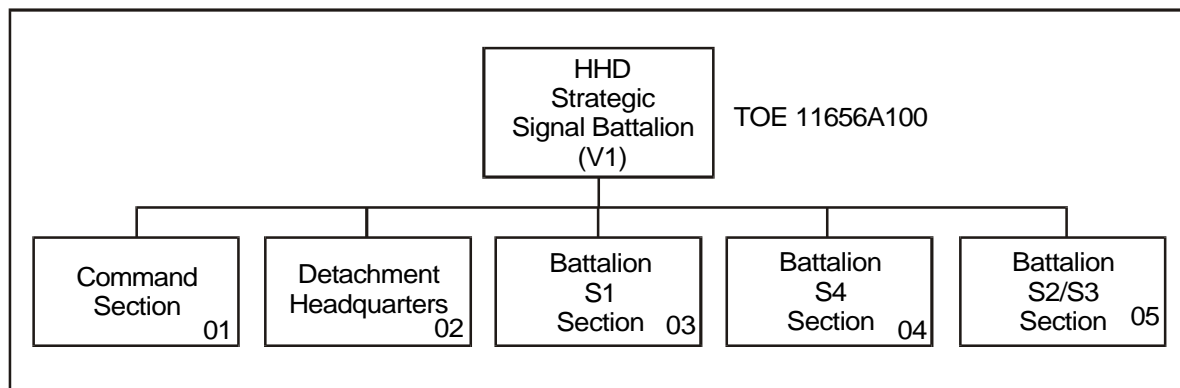 HHD
Strategic
Signal Battalion
(V1)
TOE 11656A100
Command
Section
01
Detachment
Headquarters
02
Battalion
S1
Section
03
Battalion
S4
Section
04
Battalion
S2/S3
Section
05